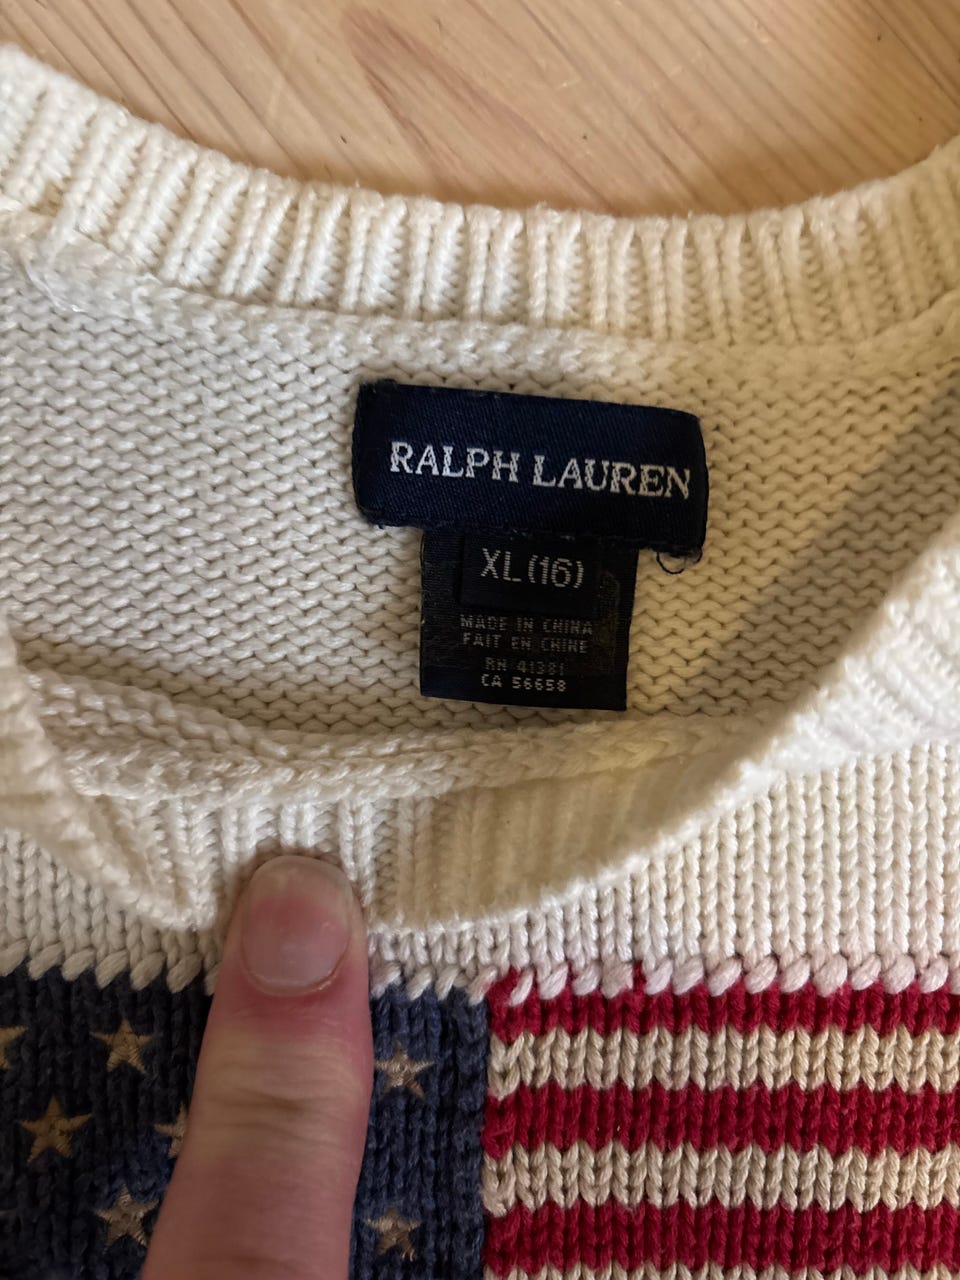 RALPH LAUREN
XL (16)
MADE IN CHINA
FAIT EN CHINE
RN 41381
CA 56658